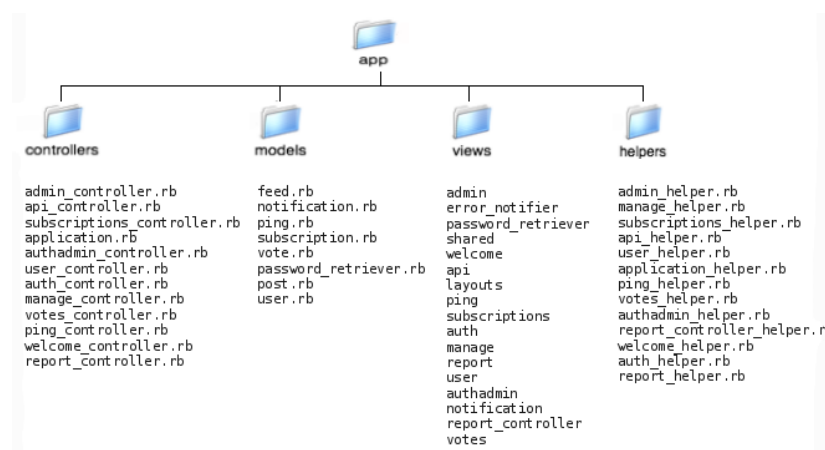 app
controllers
models
views
helpers
admin_controller.rb
api_controller.rb
subscriptions_controller.rb
application.rb
authadmin_controller.rb
user_controller.rb
auth_controller.rb
manage_controller.rb
votes_controller.rb
ping_controller.rb
welcome_controller.rb
report_controller.rb
feed.rb
notification.rb
ping.rb
subscription.rb
vote.rb
password_retriever.rb
post.rb
user.rb
admin
error_notifier
password_retriever
shared
welcome
api
layouts
ping
subscriptions
auth
manage
report
user
authadmin
notification
report_controller
votes
admin_helper.rb
manage_helper.rb
subscriptions_helper.rb
api_helper.rb
user_helper.rb
application_helper.rb
ping_helper.rb
votes_helper.rb
authadmin_helper.rb
report_controller_helper.r
welcome_helper.rb
auth_helper.rb
report_helper.rb